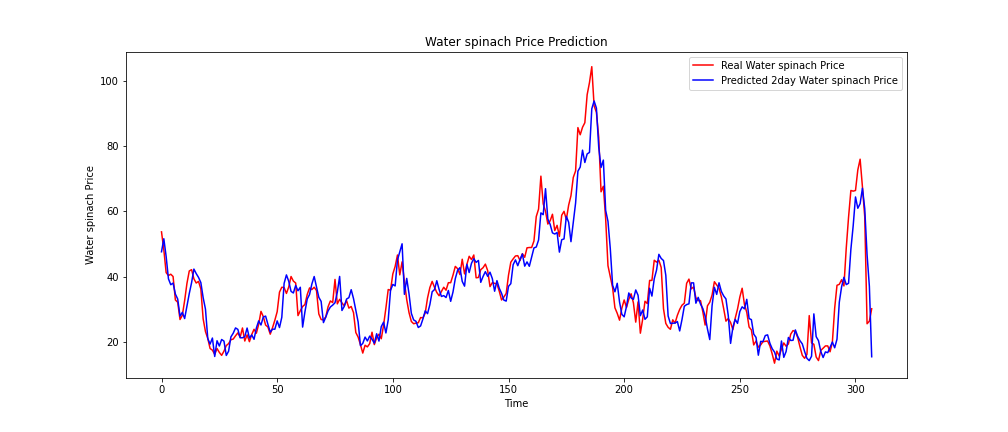 Water spinach Price Prediction
Real Water spinach Price
Predicted 2day Water spinach Price
Water spinach Price
100
80
60
40
20
0
50
100
150
200
250
300
Time